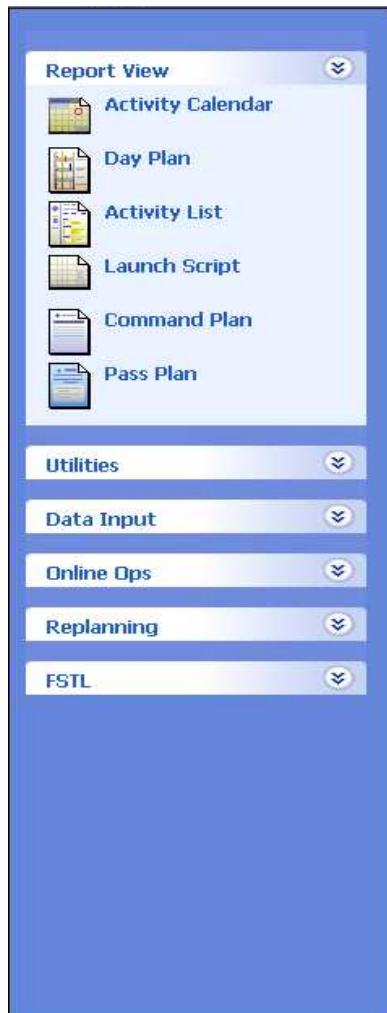 Report View
Activity Calendar
Day Plan
Activity List
Launch Script
Command Plan
Pass Plan
Utilities
Data Input
Online Ops
Replanning
FSTL